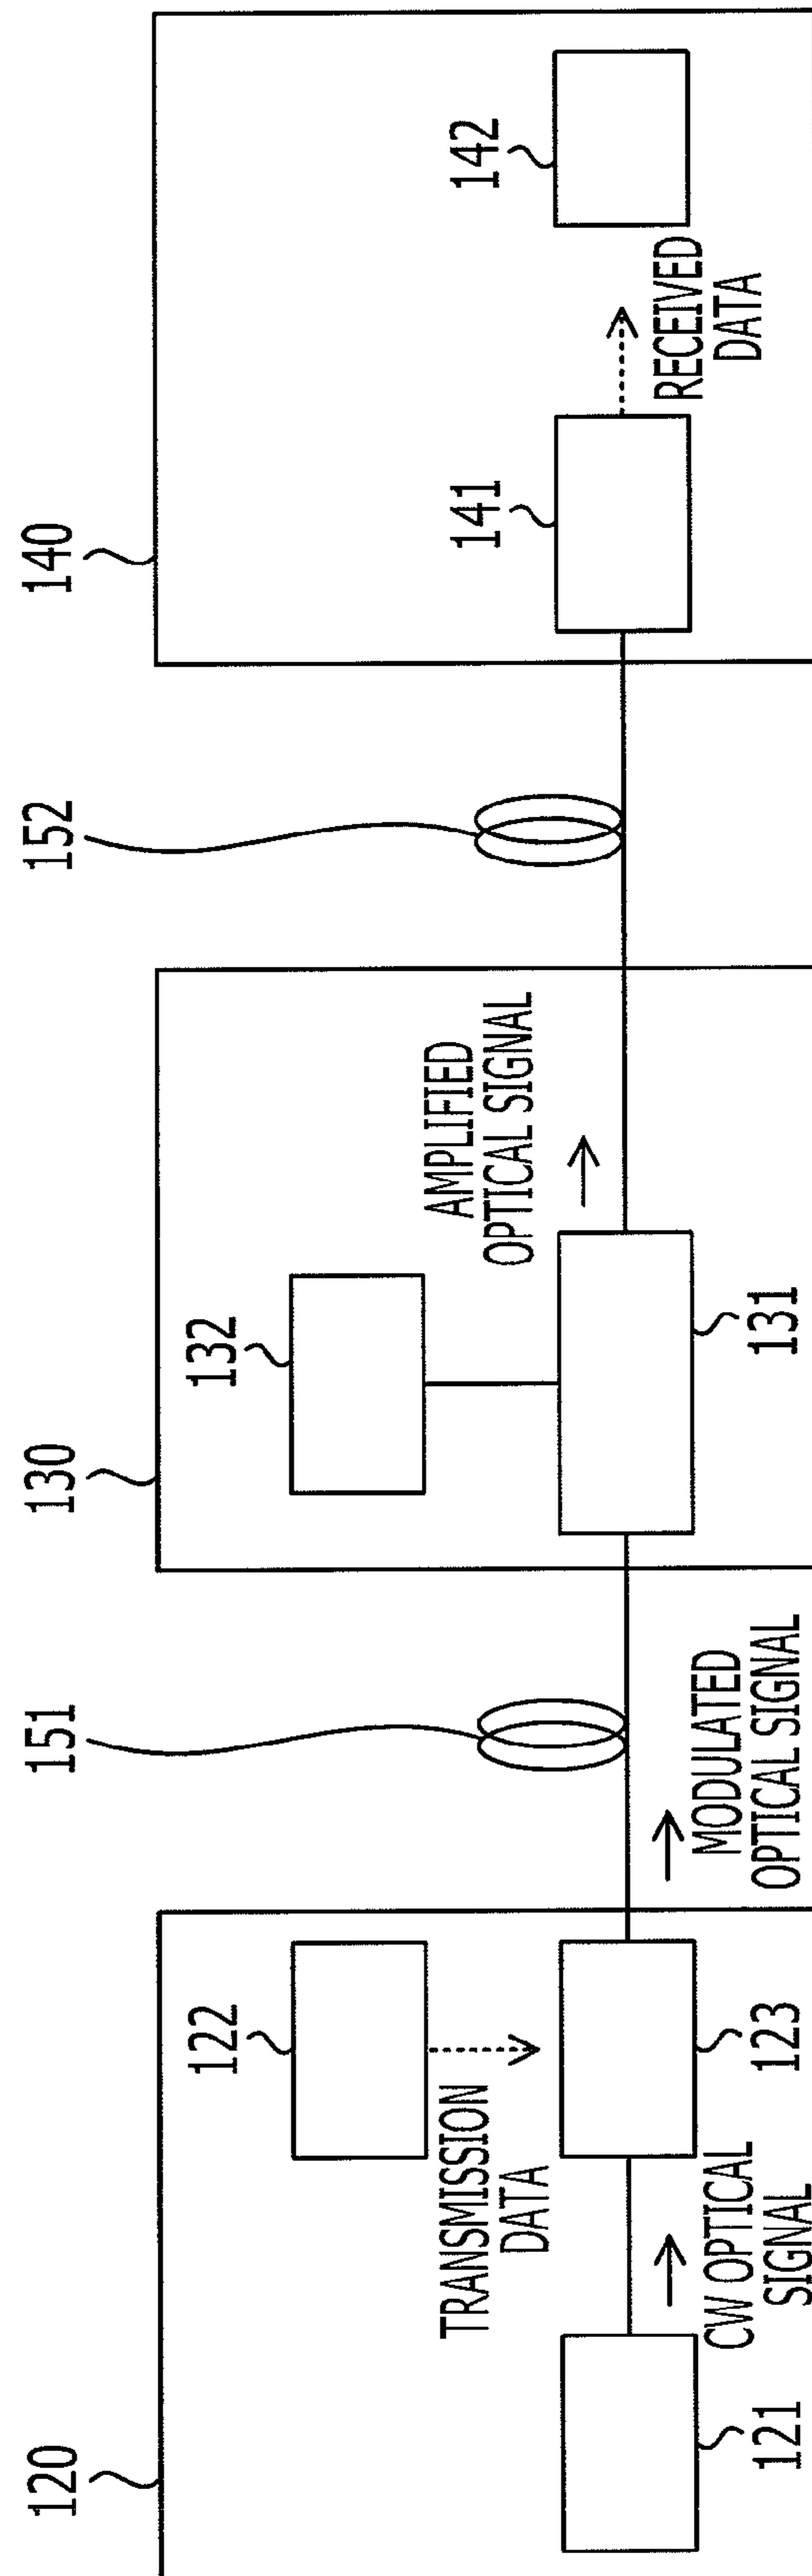 120
130
140
151
152
122
132
TRANSMISSION
DATA
AMPLIFIED
OPTICAL SIGNAL
141
142
121
CW OPTICAL
SIGNAL
123
MODULATED
OPTICAL SIGNAL
131
RECEIVED
DATA